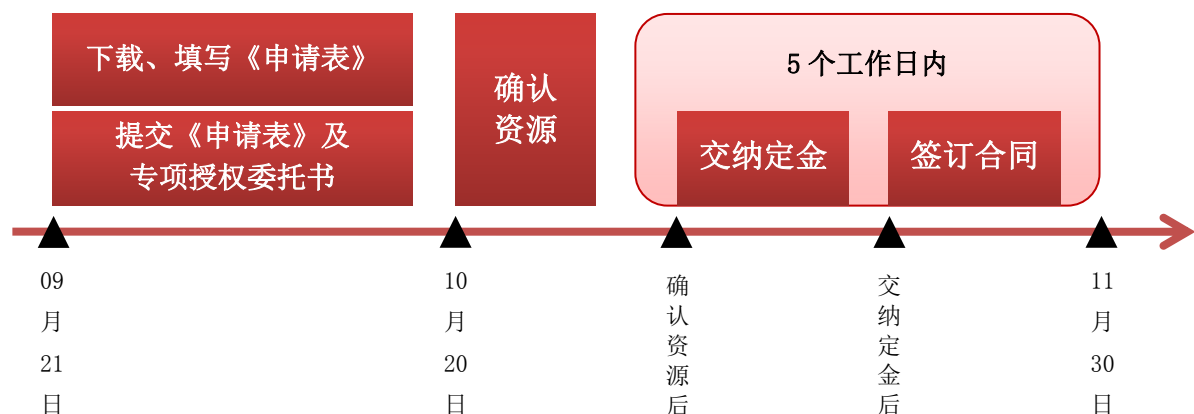 下载、填写《申请表》
提交《申请表》及
专项授权委托书
确认
资源
5个工作日内
交纳定金
签订合同
09
月
21
日
10
月
20
日
确
认
资
源
后
交
纳
定
金
后
11
月
30
日